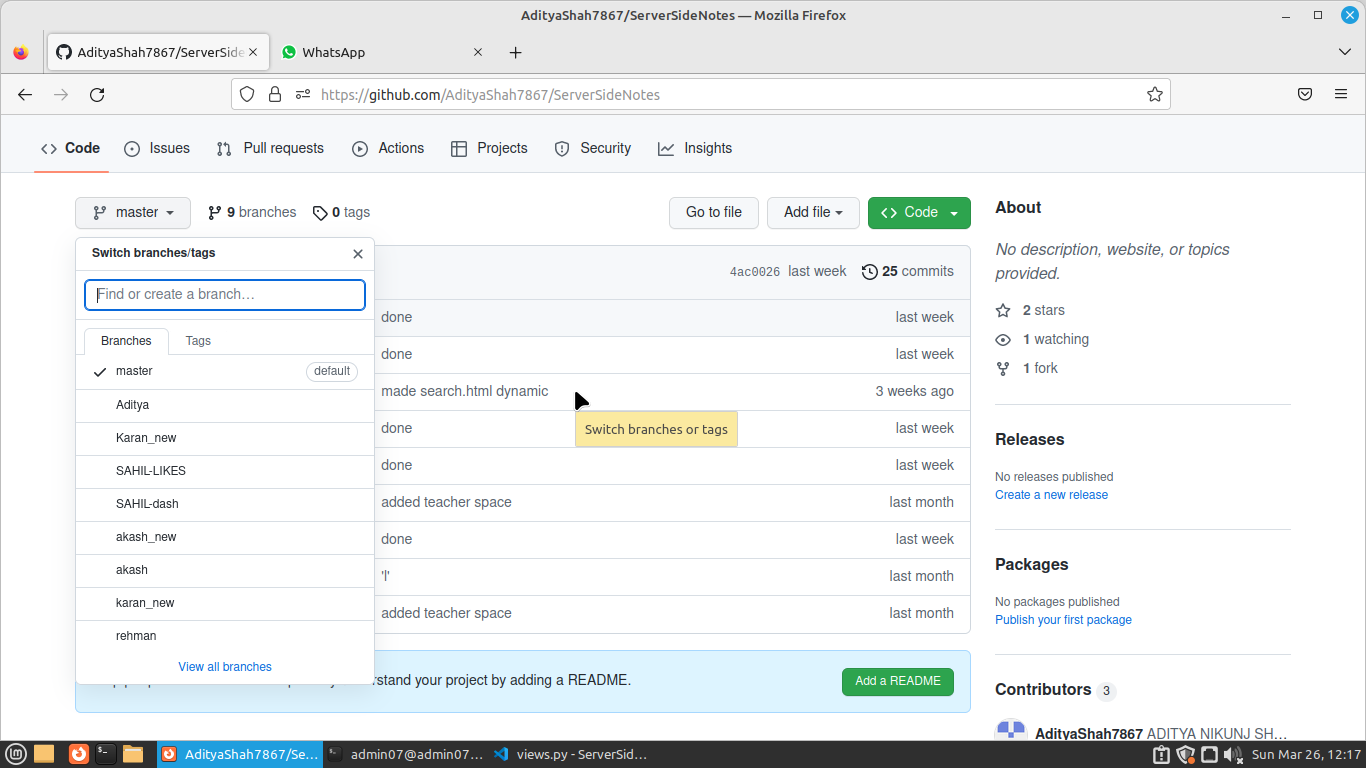 AdityaShah7867/ServerSideNotes — Mozilla Firefox
AdityaShah7867/ServerSide
WhatsApp
https://github.com/AdityaShah7867/ServerSideNotes
Code
Issues
Pull requests
Actions
Projects
Security
Insights
master
9 branches
0 tags
Go to file
Add file
Code
Switch branches/tags
Find or create a branch…
Branches
Tags
master
default
Aditya
Karan_new
SAHIL-LIKES
SAHIL-dash
akash_new
akash
karan_new
rehman
View all branches
4ac0026 last week
25 commits
done last week
done last week
made search.html dynamic 3 weeks ago
done last week
Switch branches or tags
done last week
added teacher space last month
done last week
'l' last month
added teacher space last month
rstand your project by adding a README.
Add a README
About
No description, website, or topics
provided.
2 stars
1 watching
1 fork
Releases
No releases published
Create a new release
Packages
No packages published
Publish your first package
Contributors 3
AdityaShah7867 ADITYA NIKUNJ SH…
AdityaShah7867/Se...
admin07@admin07...
views.py - ServerSid...
Sun Mar 26, 12:17